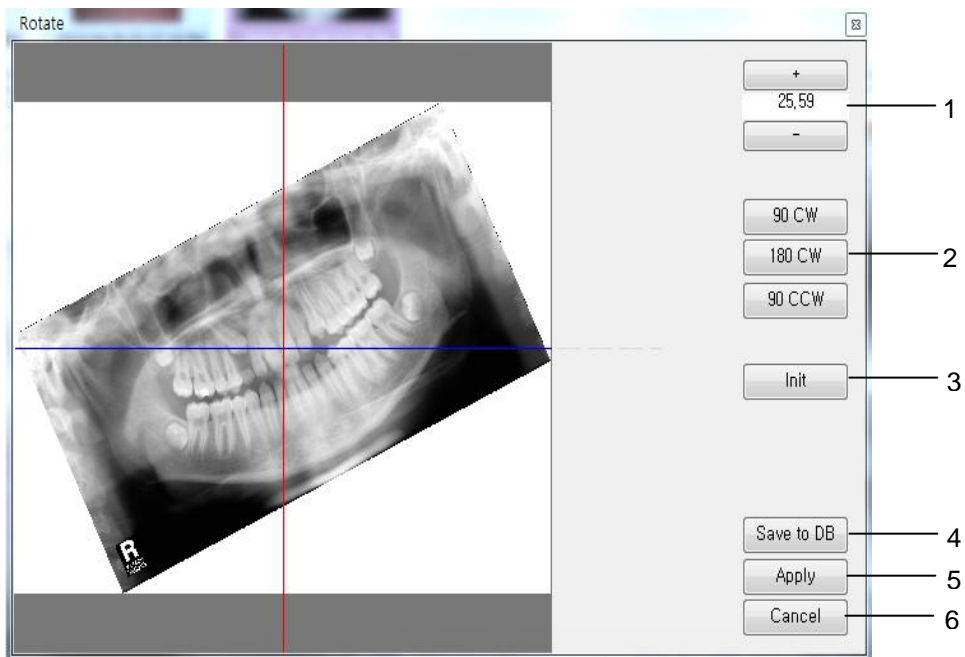 Rotate
+
25,59
1
-
90 CW
180 CW
2
90 CCW
Init
3
Save to DB
4
Apply
5
Cancel
6
R